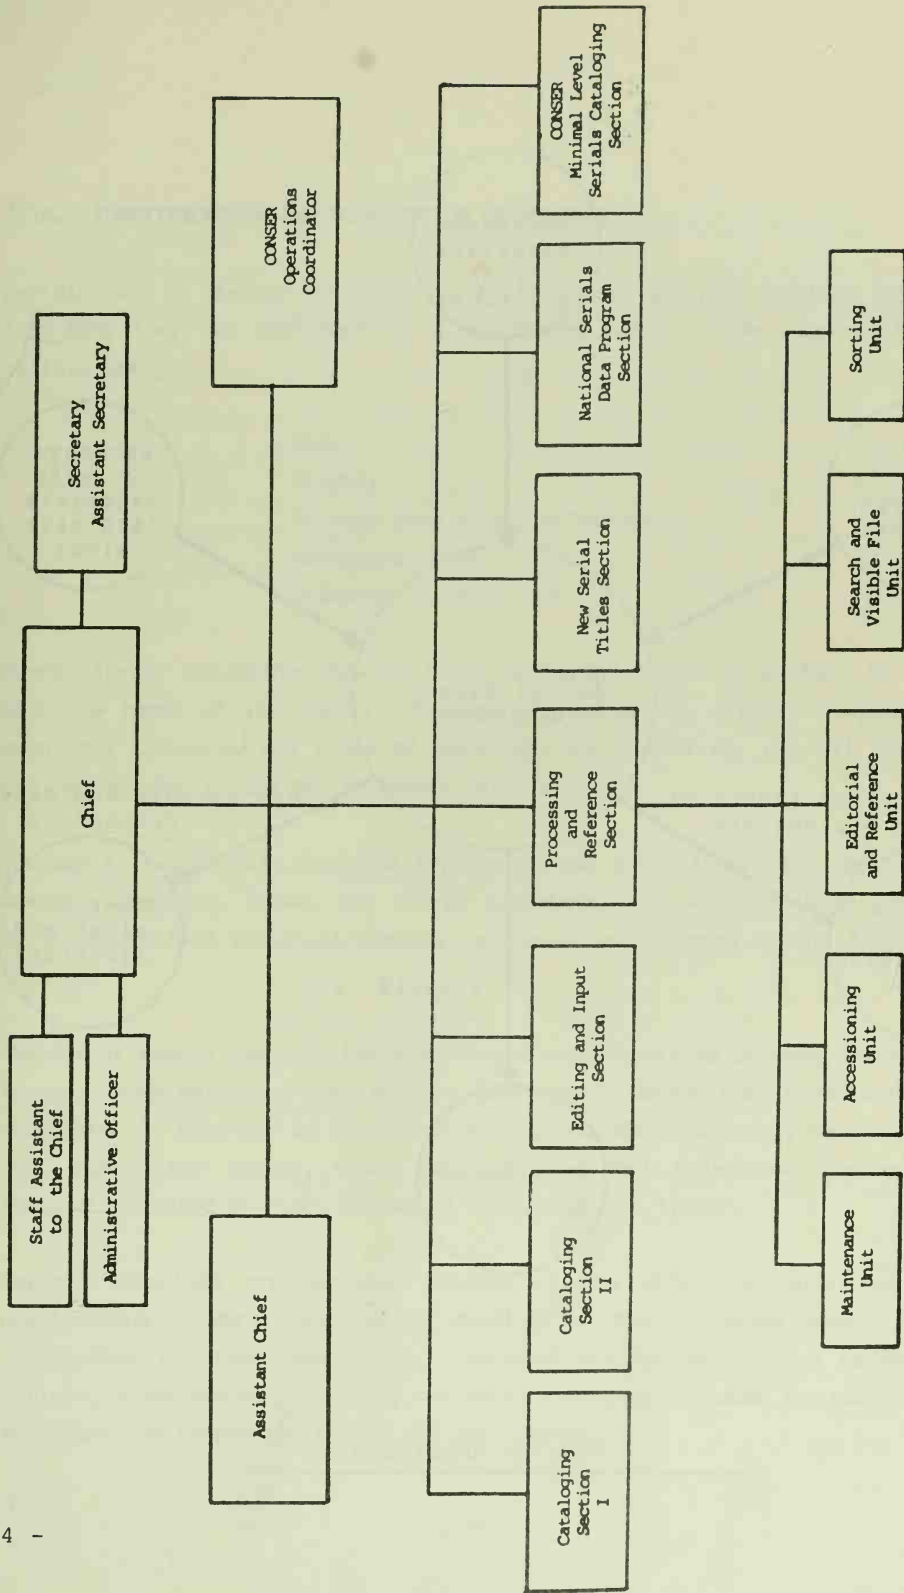 Staff Assistant
to the Chief
Administrative Officer
Chief
Secretary
Assistant Secretary
Assistant Chief
CONSER
Operations
Coordinator
Cataloging
Section
I
Cataloging
Section
II
Editing and Input
Section
Processing
and
Reference
Section
New Serial
Titles Section
National Serials
Data Program
Section
CONSER
Minimal Level
Serials Cataloging
Section
Maintenance
Unit
Accessioning
Unit
Editorial
and Reference
Unit
Search and
Visible File
Unit
Sorting
Unit
4 -